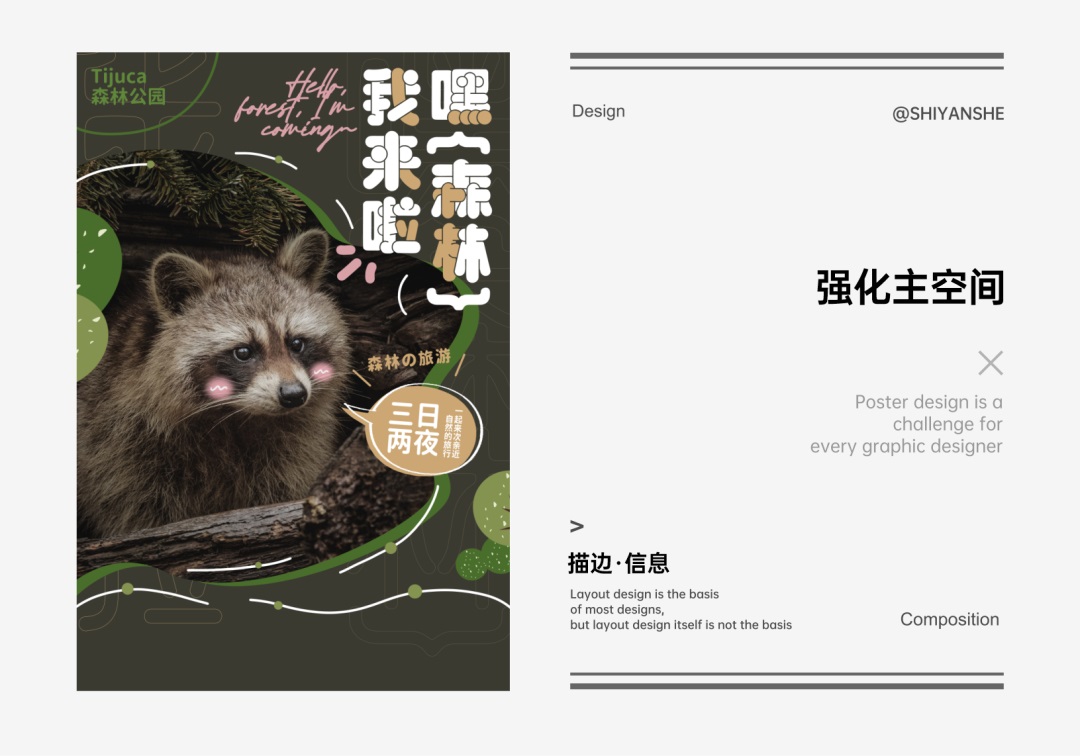 Tijuca
森林公园
Hello,
forest, I'm
coming~
嘿{森林}
我来啦
森林の旅游
三日
两夜
一起来次亲近
自然的旅行
Design
@SHIYANSHE
强化主空间
Poster design is a
challenge for
every graphic designer
>
描边·信息
Layout design is the basis
of most designs,
but layout design itself is not the basis
Composition